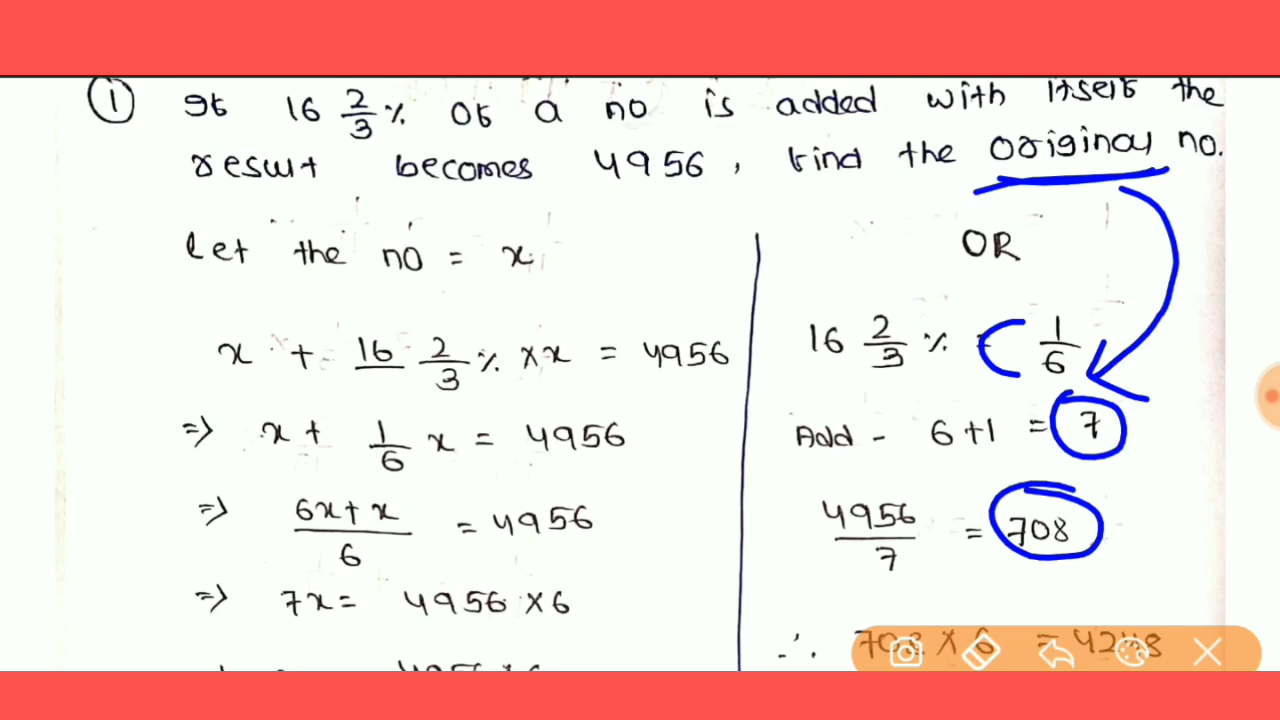 ① If 16 2/3 % of a no is added with itself the
result becomes 4956, find the original no.
Let the no = x
x + 16 2/3 % × x = 4956
=> x + 1/6 x = 4956
=> (6x + x)/6 = 4956
=> 7x = 4956 × 6
OR
16 2/3 % = 1/6
Add - 6+1 = 7
4956/7 = 708
∴ 708 × 6 = 4248